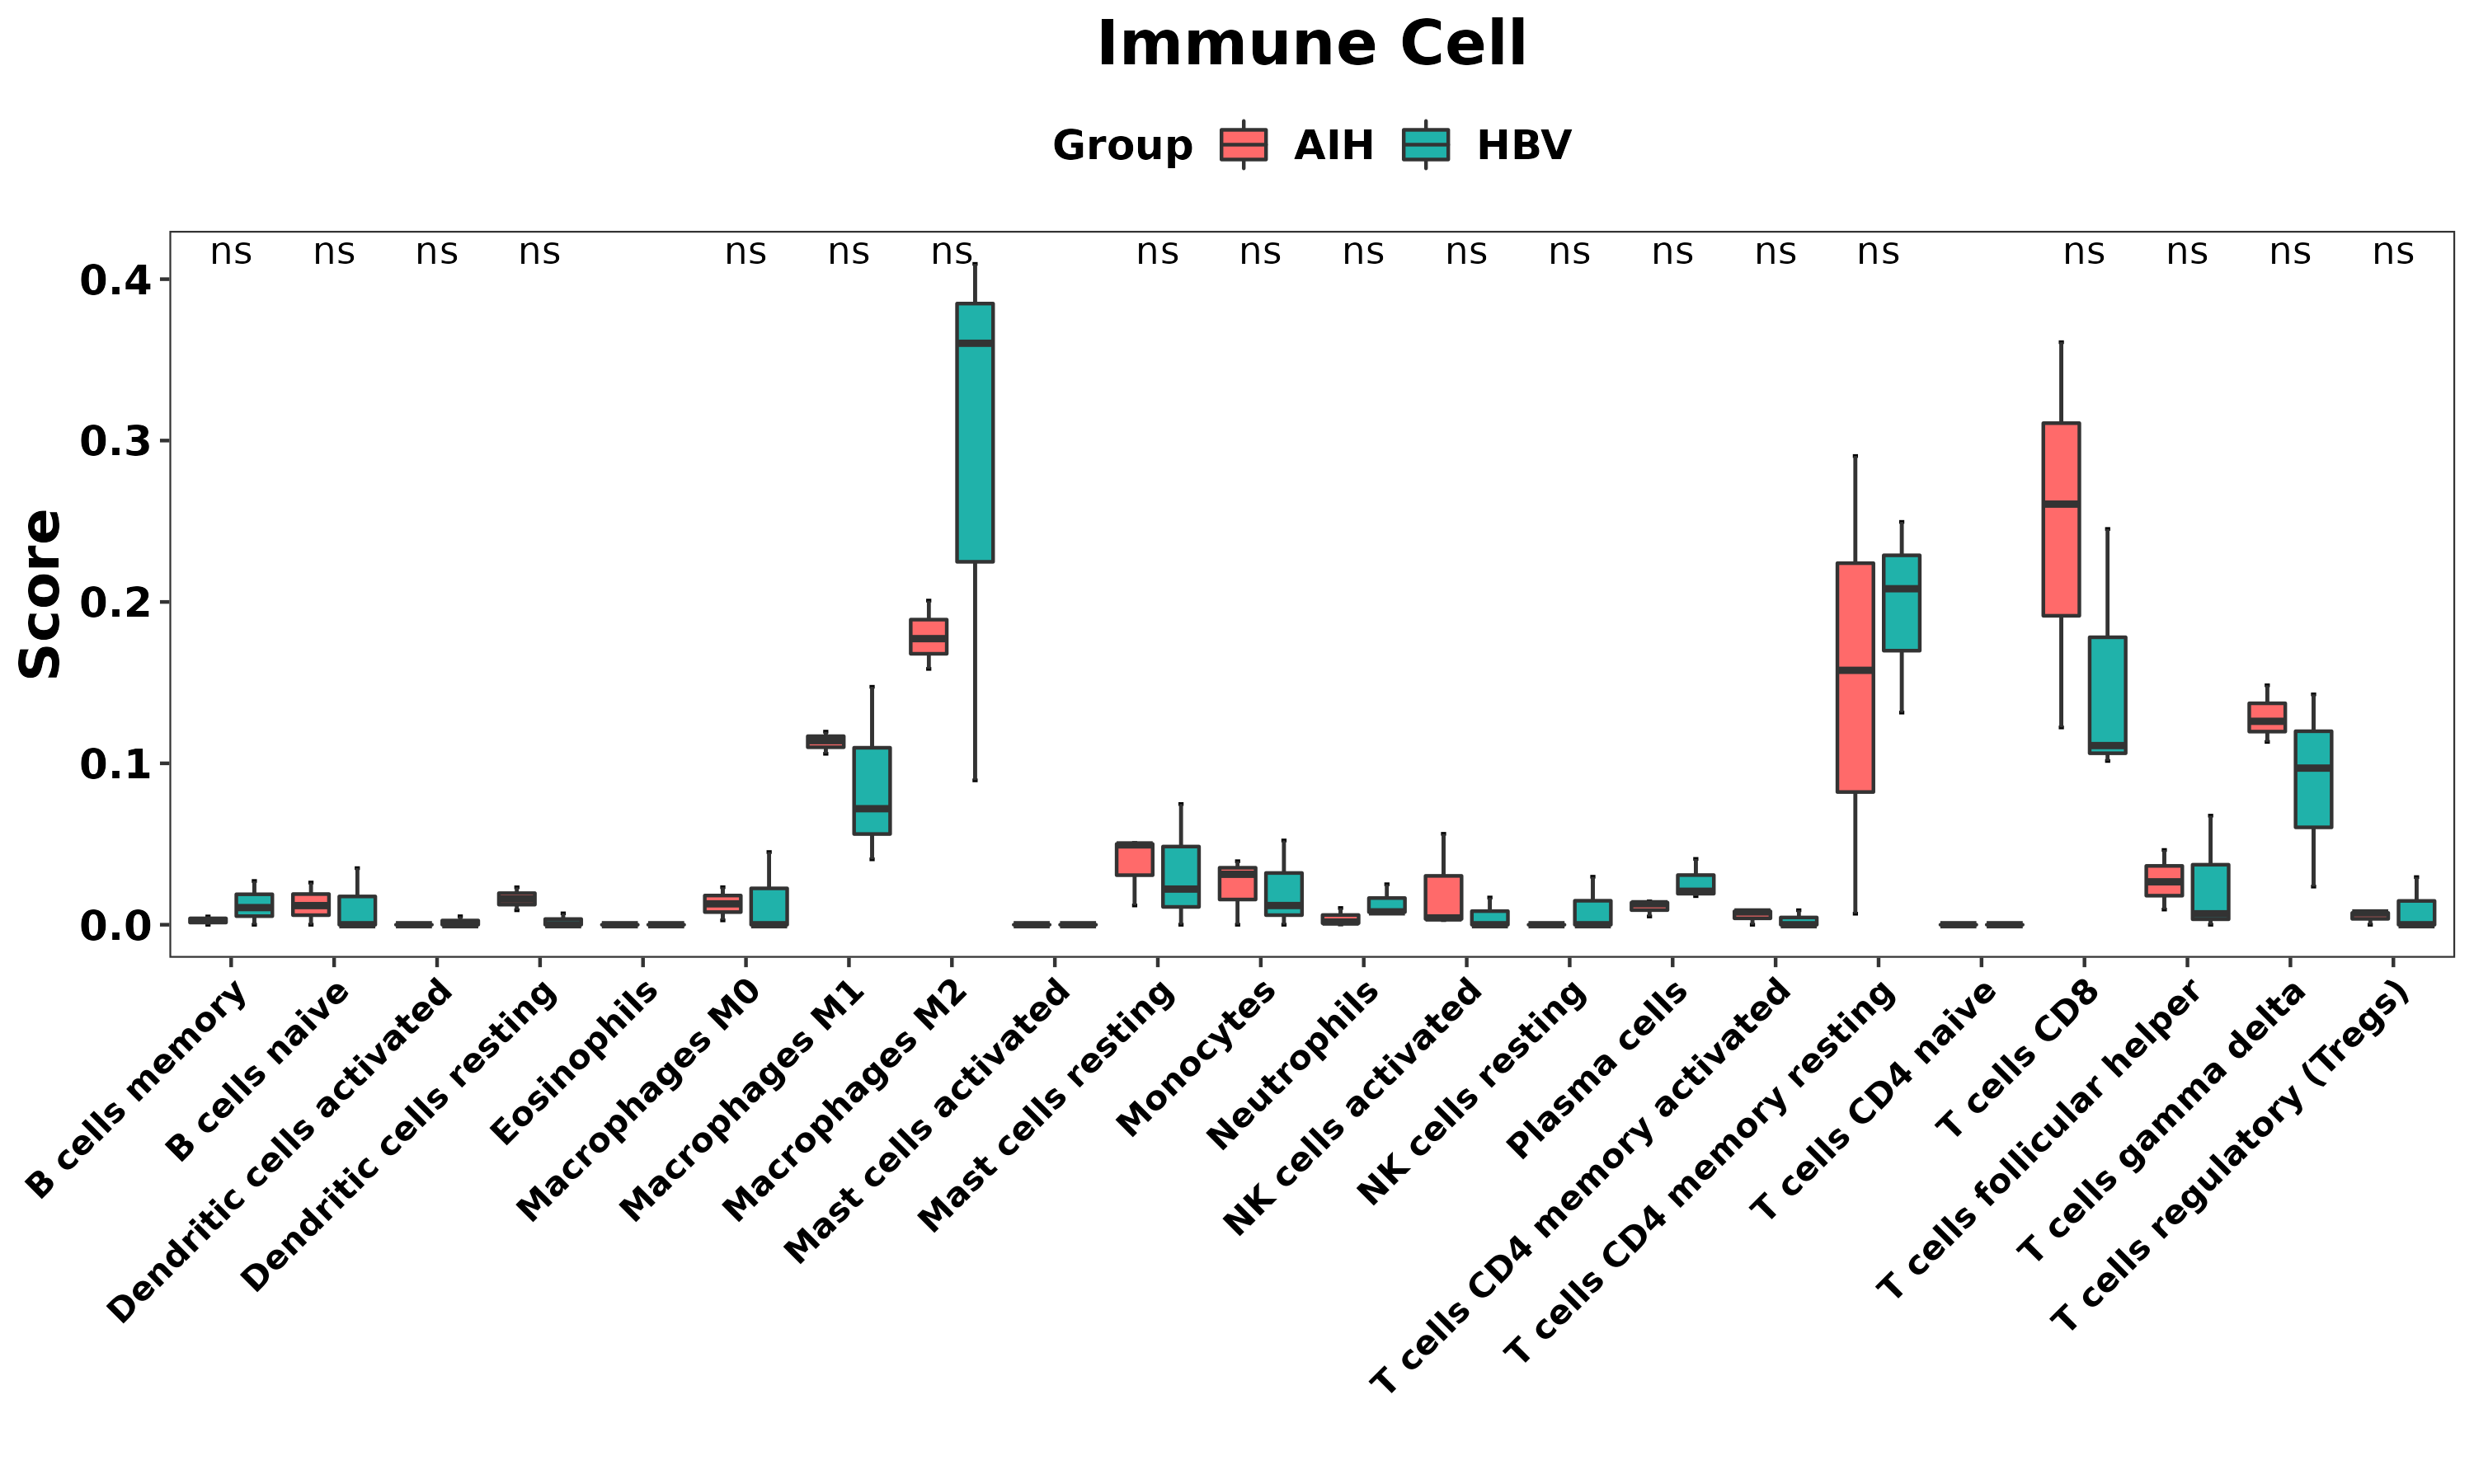 Immune Cell
Group AIH HBV
ns ns ns ns ns ns ns ns ns ns ns ns ns ns ns ns ns ns ns
0.4
0.3
0.2
0.1
0.0
Score
B cells memory
B cells naive
Dendritic cells activated
Dendritic cells resting
Eosinophils
Macrophages M0
Macrophages M1
Macrophages M2
Mast cells activated
Mast cells resting
Monocytes
Neutrophils
NK cells activated
NK cells resting
Plasma cells
T cells CD4 memory activated
T cells CD4 memory resting
T cells CD4 naive
T cells CD8
T cells follicular helper
T cells gamma delta
T cells regulatory (Tregs)